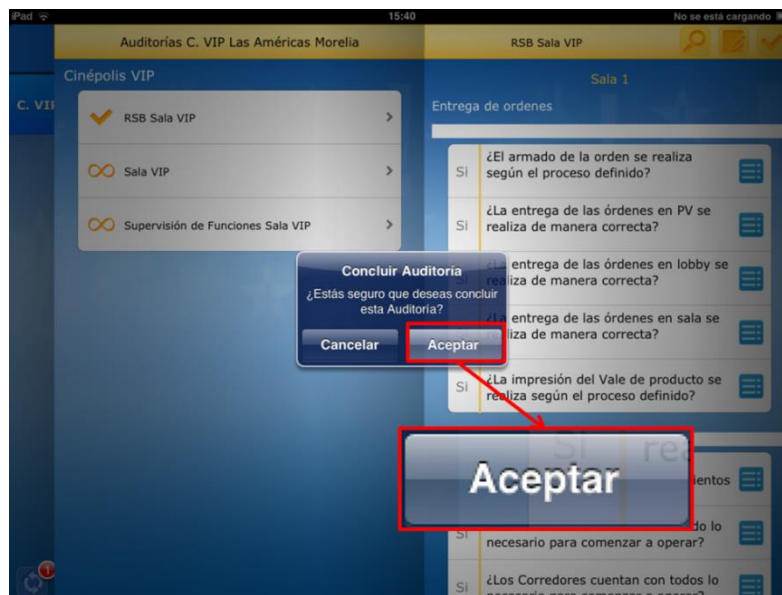 iPad
15:40
No se está cargando
Auditorías C. VIP Las Américas Morelia
RSB Sala VIP
Cinépolis VIP
C. VIP
RSB Sala VIP
Sala VIP
Supervisión de Funciones Sala VIP
Sala 1
Entrega de ordenes
Si
¿El armado de la orden se realiza
según el proceso definido?
Si
¿La entrega de las órdenes en PV se
realiza de manera correcta?
¿La entrega de las órdenes en lobby se
realiza de manera correcta?
¿La entrega de las órdenes en sala se
realiza de manera correcta?
Si
¿La impresión del Vale de producto se
realiza según el proceso definido?
Concluir Auditoría
¿Estás seguro que deseas concluir
esta Auditoria?
Cancelar
Aceptar
Aceptar
Si
do lo
necesario para comenzar a operar?
Si
¿Los Corredores cuentan con todos lo
1